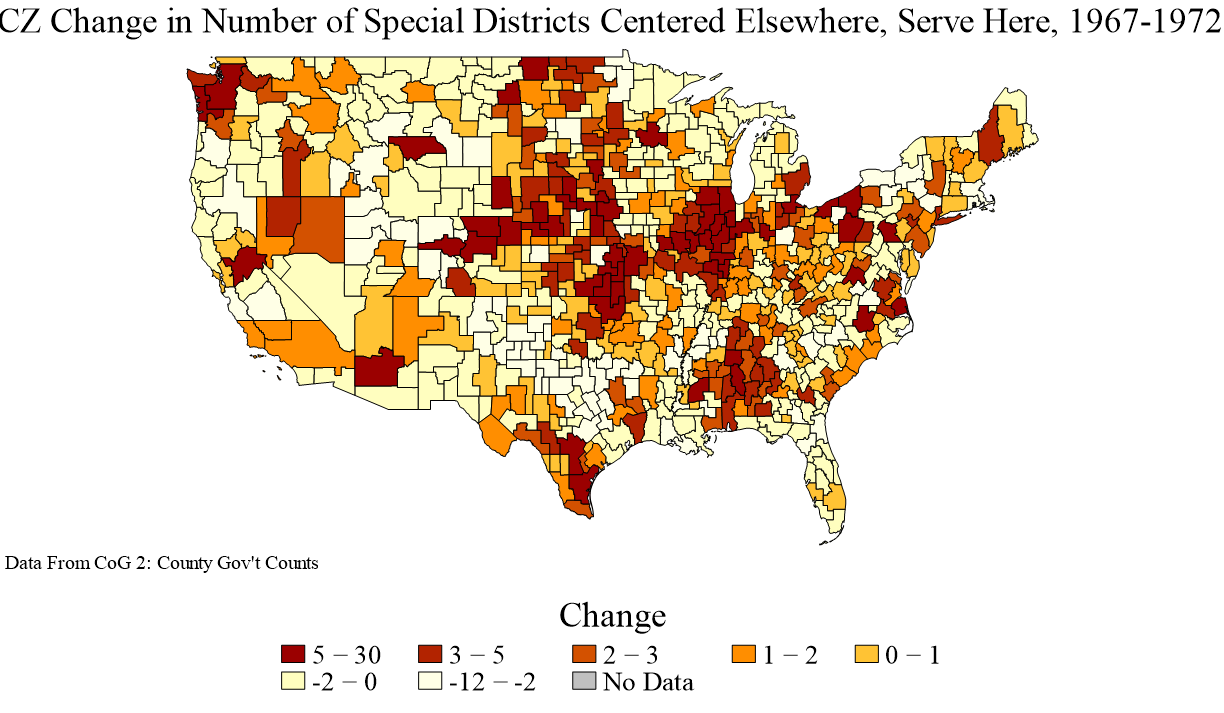 CZ Change in Number of Special Districts Centered Elsewhere, Serve Here, 1967-1972
Data From CoG 2: County Gov't Counts
Change
5 − 30 3 − 5 2 − 3 1 − 2 0 − 1
-2 − 0 -12 − -2 No Data